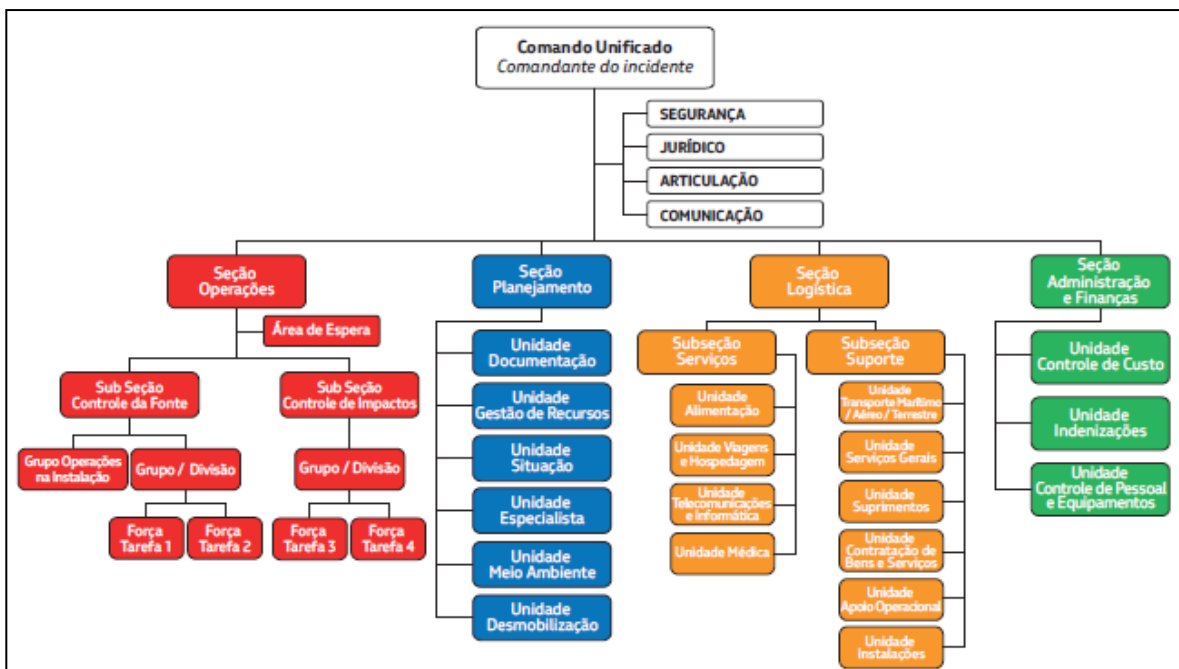 Comando Unificado
Comandante do incidente
SEGURANÇA
JURÍDICO
ARTICULAÇÃO
COMUNICAÇÃO
Seção
Operações
Área de Espera
Sub Seção
Controle da Fonte
Sub Seção
Controle de Impactos
Grupo Operações
na Instalação
Grupo / Divisão
Grupo / Divisão
Força
Tarefa 1
Força
Tarefa 2
Força
Tarefa 3
Força
Tarefa 4
Seção
Planejamento
Unidade
Documentação
Unidade
Gestão de Recursos
Unidade
Situação
Unidade
Especialista
Unidade
Meio Ambiente
Unidade
Desmobilização
Seção
Logística
Subseção
Serviços
Unidade
Alimentação
Unidade Viagens
e Hospedagem
Unidade
Telecomunicações
e Informática
Unidade Médica
Subseção
Suporte
Unidade
Transporte Marítimo
/ Aéreo / Terrestre
Unidade
Serviços Gerais
Unidade
Suprimentos
Unidade
Contratação de
Bens e Serviços
Unidade
Apoio Operacional
Unidade
Instalações
Seção
Administração
e Finanças
Unidade
Controle de Custo
Unidade
Indenizações
Unidade
Controle de Pessoal
e Equipamentos